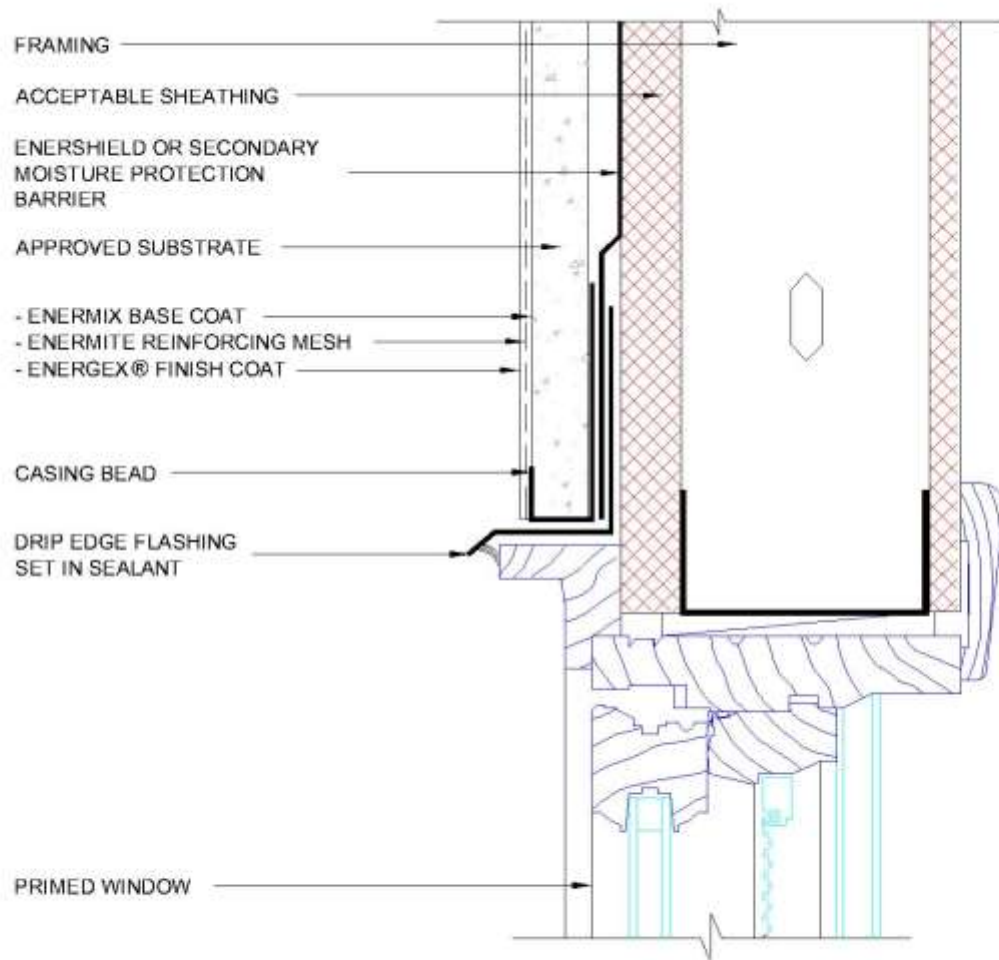 FRAMING
ACCEPTABLE SHEATHING
ENERSHIELD OR SECONDARY
MOISTURE PROTECTION
BARRIER
APPROVED SUBSTRATE
- ENERMIX BASE COAT
- ENERMITE REINFORCING MESH
- ENERGEX® FINISH COAT
CASING BEAD
DRIP EDGE FLASHING
SET IN SEALANT
PRIMED WINDOW